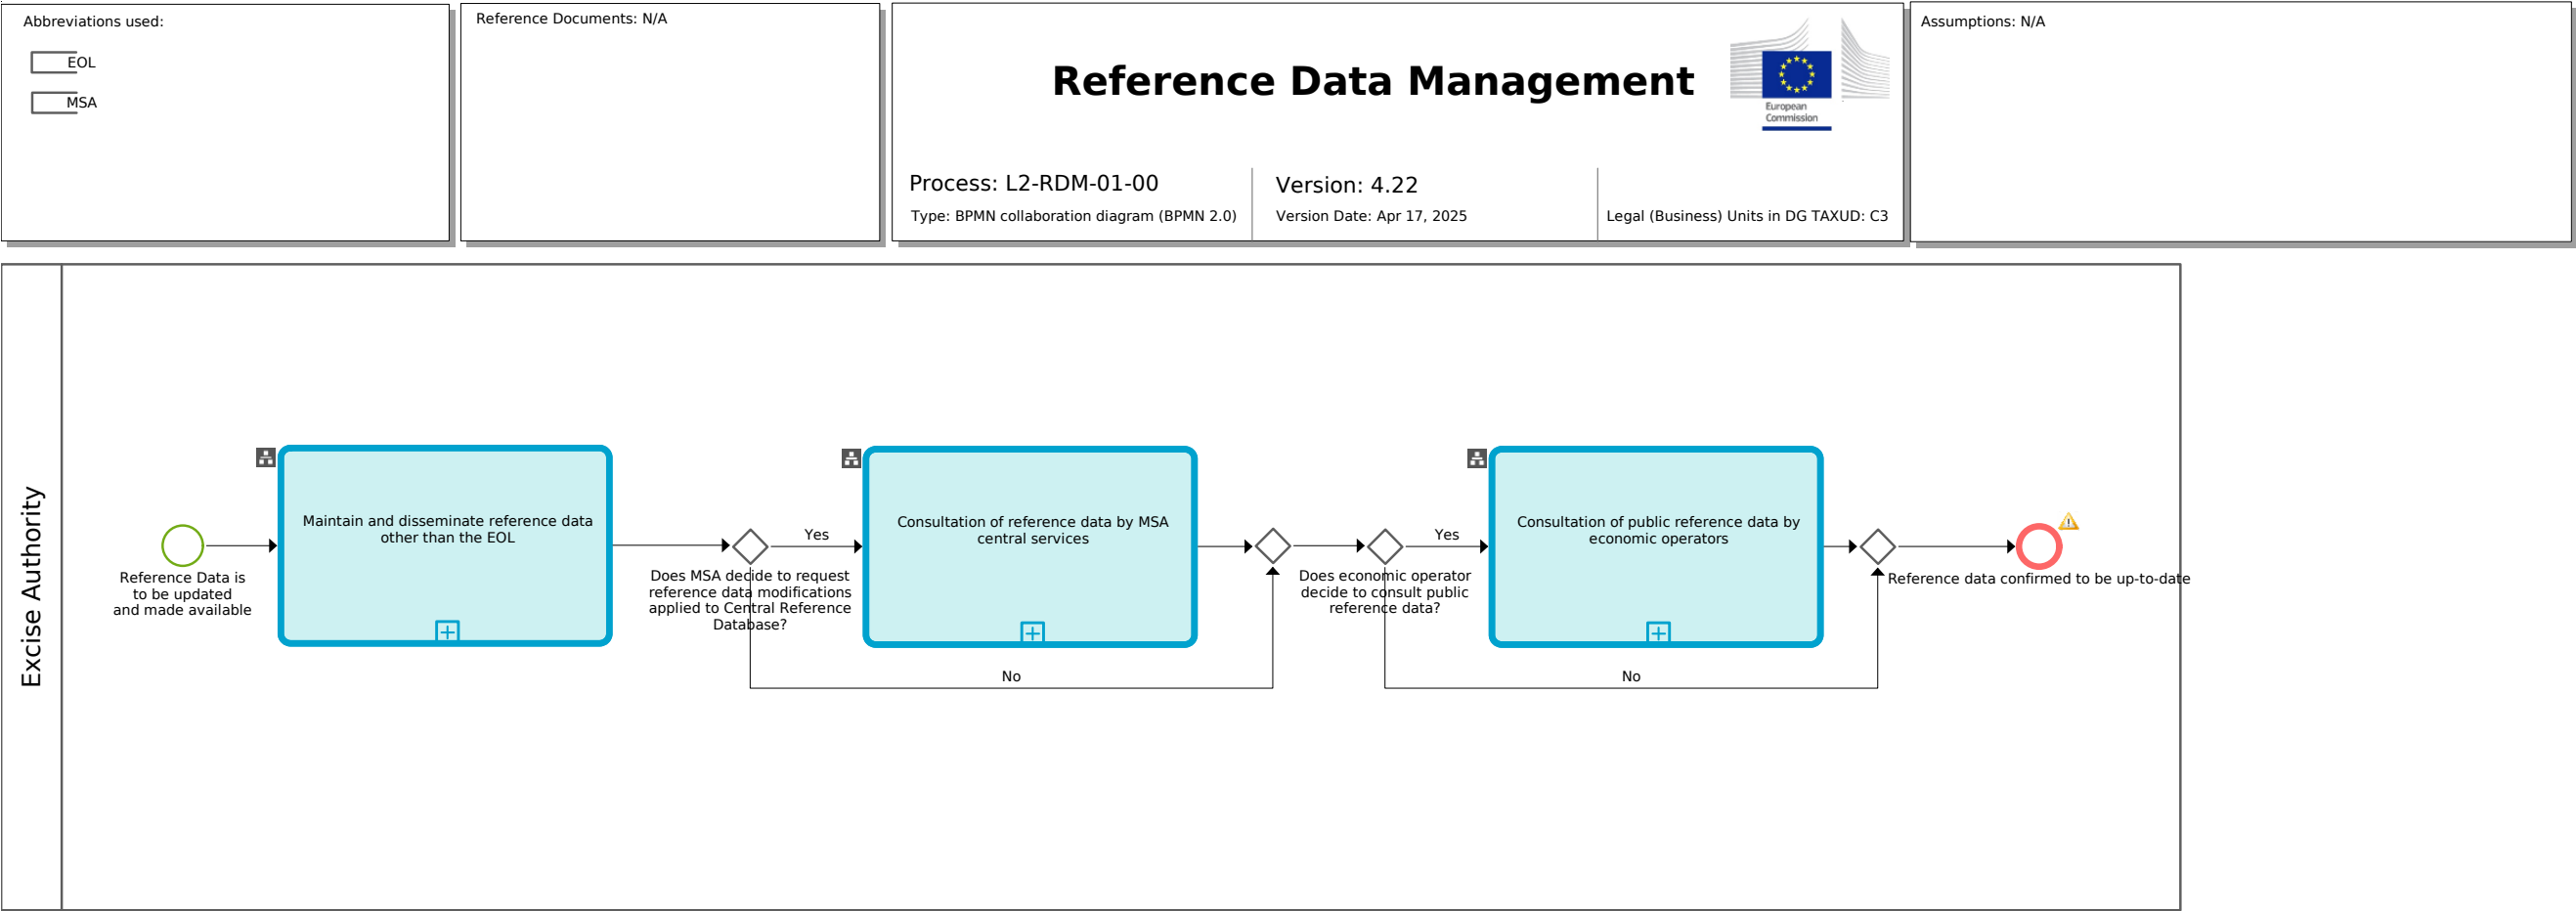 Abbreviations used:
EOL
MSA
Reference Documents: N/A
Reference Data Management
European
Commission
Process: L2-RDM-01-00
Type: BPMN collaboration diagram (BPMN 2.0)
Version: 4.22
Version Date: Apr 17, 2025
Legal (Business) Units in DG TAXUD: C3
Assumptions: N/A
Excise Authority
Reference Data is
to be updated
and made available
Maintain and disseminate reference data
other than the EOL
Does MSA decide to request
reference data modifications
applied to Central Reference
Database?
Yes
No
Consultation of reference data by MSA
central services
Does economic operator
decide to consult public
reference data?
Yes
No
Consultation of public reference data by
economic operators
Reference data confirmed to be up-to-date